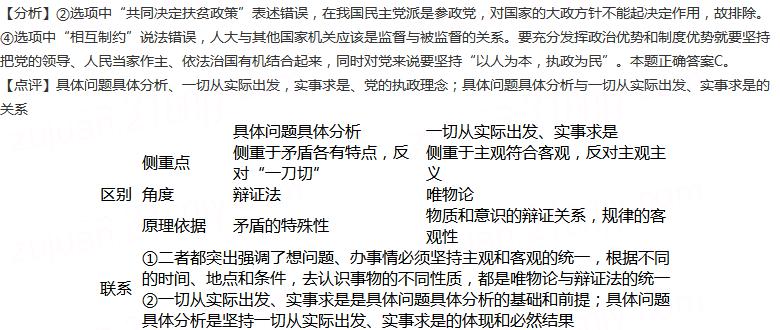 【分析】②选项中“共同决定扶贫政策”表述错误，在我国民主党派是参政党，对国家的大政方针不能起决定作用，故排除。
④选项中“相互制约”说法错误，人大与其他国家机关应该是监督与被监督的关系。要充分发挥政治优势和制度优势就要坚持
把党的领导、人民当家作主、依法治国有机结合起来，同时对党来说要坚持“以人为本，执政为民”。本题正确答案C。
【点评】具体问题具体分析、一切从实际出发，实事求是、党的执政理念；具体问题具体分析与一切从实际出发、实事求是的
关系
具体问题具体分析 一切从实际出发、实事求是
侧重点 侧重于矛盾各有特点，反 侧重于主观符合客观，反对主观主
对“一刀切” 义
区别 角度 辩证法 唯物论
原理依据 矛盾的特殊性 物质和意识的辩证关系，规律的客
观性
①二者都突出强调了想问题、办事情必须坚持主观和客观的统一，根据不同
联系 的时间、地点和条件，去认识事物的不同性质，都是唯物论与辩证法的统一
②一切从实际出发、实事求是是具体问题具体分析的基础和前提；具体问题
具体分析是坚持一切从实际出发、实事求是的体现和必然结果